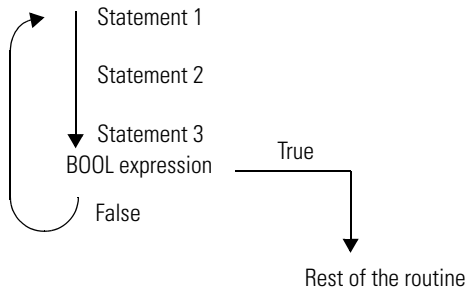 Statement 1
Statement 2
Statement 3
BOOL expression
True
False
Rest of the routine